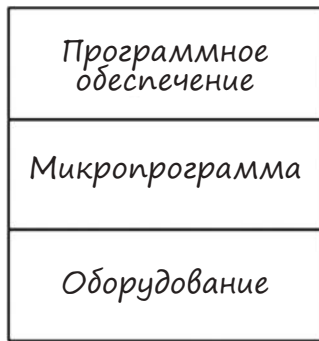 Программное
обеспечение
Микропрограмма
Оборудование